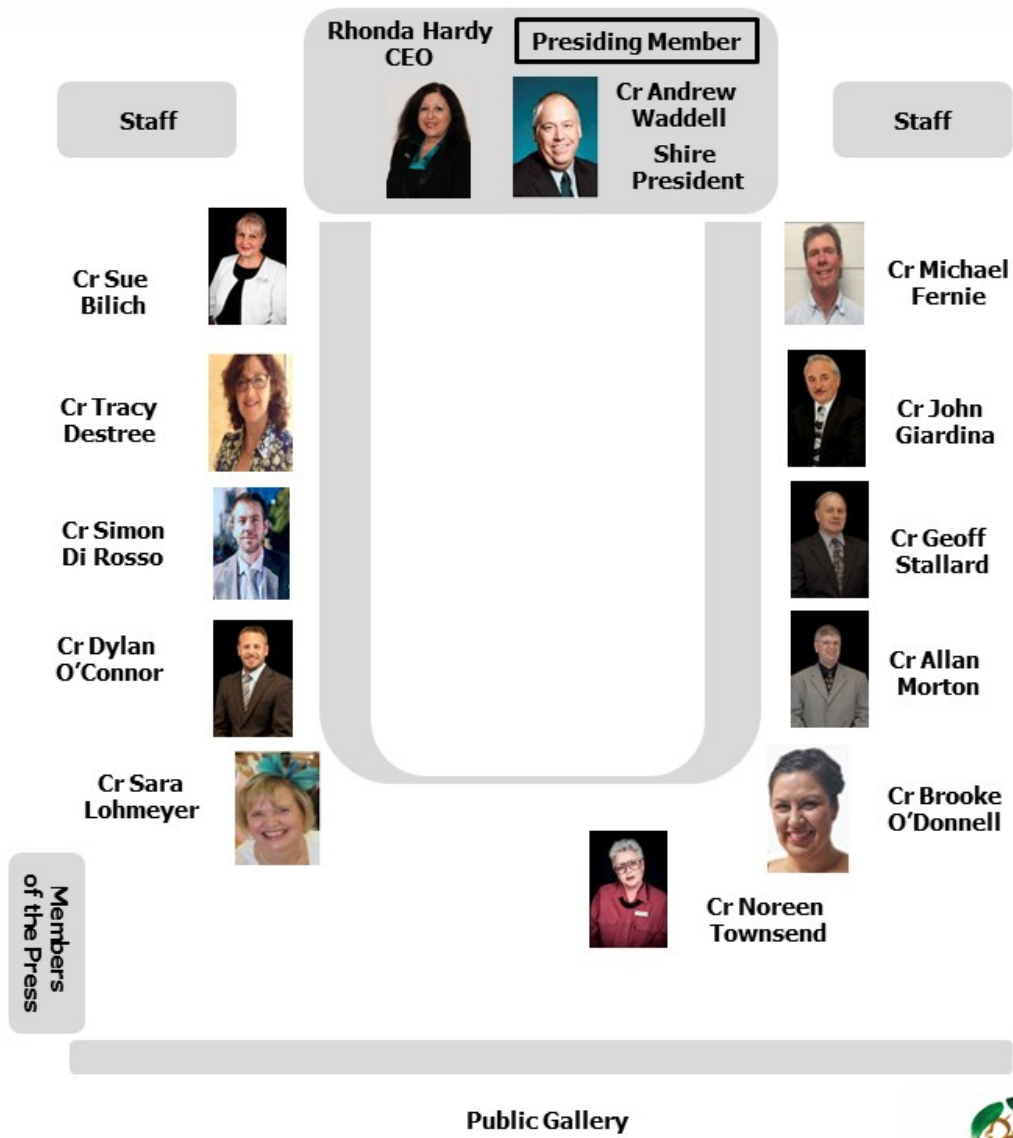 Rhonda Hardy
CEO
Presiding Member
Cr Andrew
Waddell
Shire
President
Staff
Staff
Cr Sue
Bilich
Cr Michael
Fernie
Cr Tracy
Destree
Cr John
Giardina
Cr Simon
Di Rosso
Cr Geoff
Stallard
Cr Dylan
O’Connor
Cr Allan
Morton
Cr Sara
Lohmeyer
Cr Brooke
O’Donnell
Cr Noreen
Townsend
Members
of the Press
Public Gallery